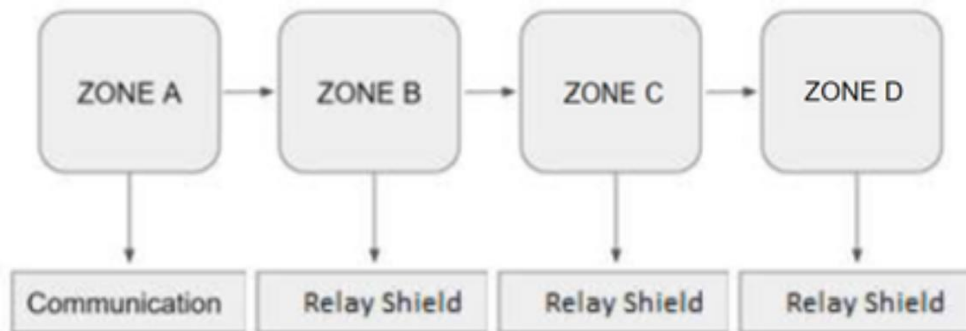 ZONE A
ZONE B
ZONE C
ZONE D
Communication
Relay Shield
Relay Shield
Relay Shield